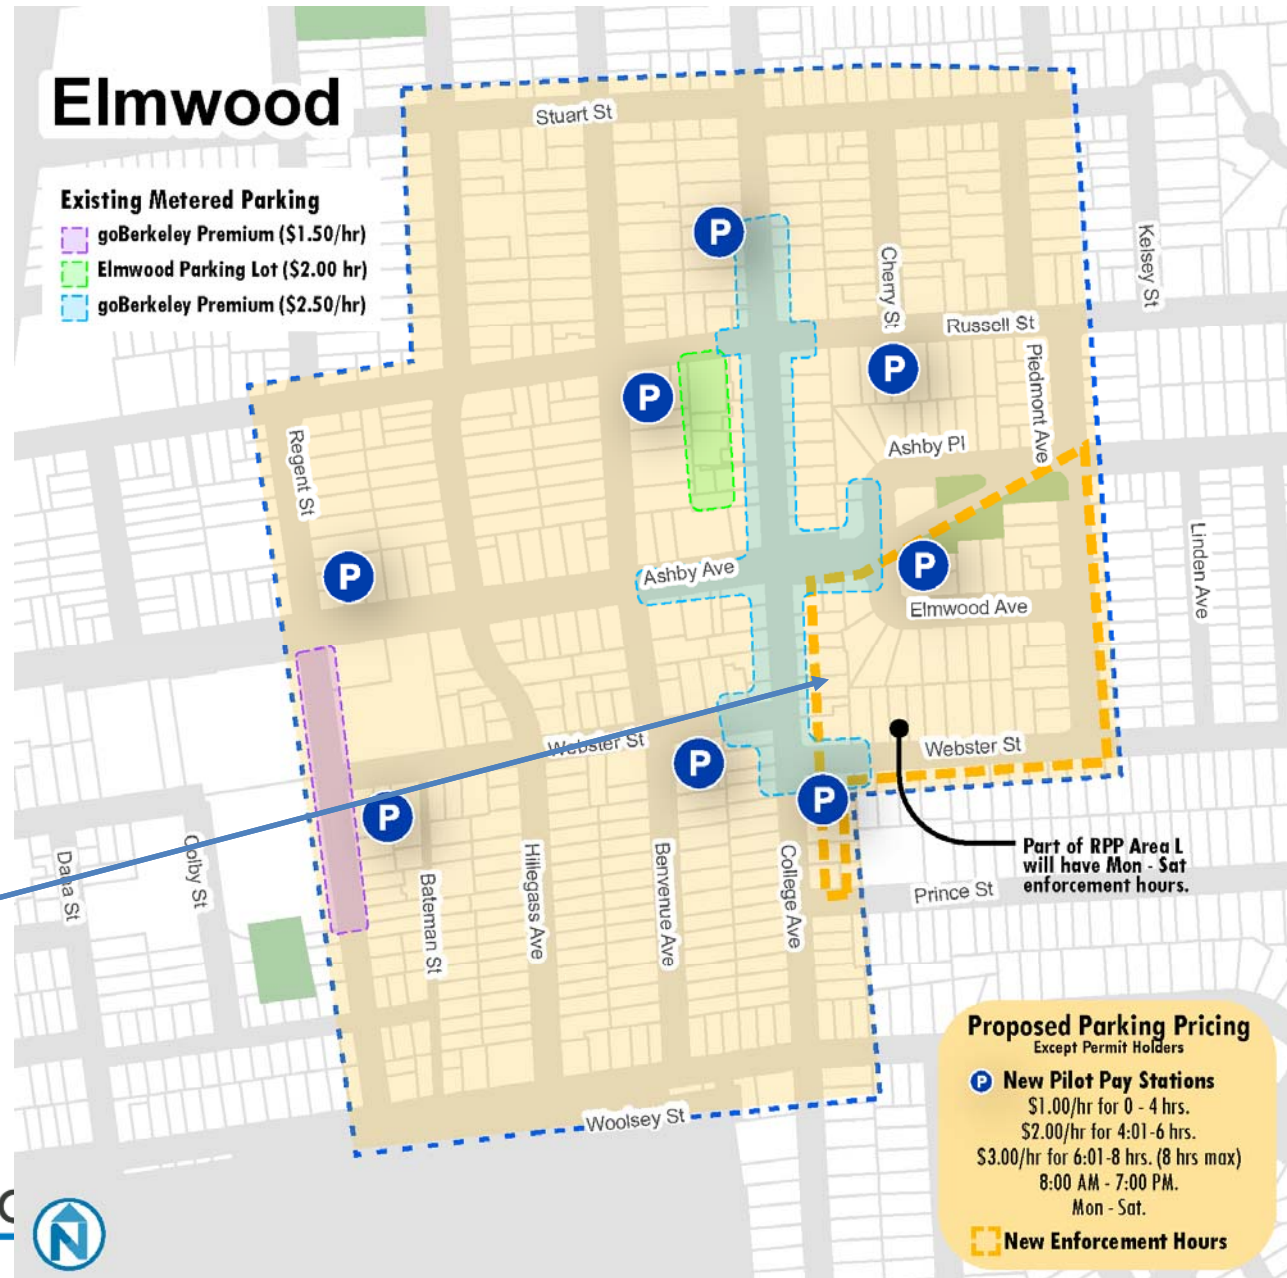 Elmwood
Existing Metered Parking
goBerkeley Premium ($1.50/hr)
Elmwood Parking Lot ($2.00 hr)
goBerkeley Premium ($2.50/hr)
Stuart St
P
Kelsey St
Cherry St
Russell St
P
P
Piedmont Ave
Ashby Pl
Regent St
Linden Ave
P
Ashby Ave
P
Elmwood Ave
Webster St
Webster St
P
P
P
Part of RPP Area L
will have Mon - Sat
enforcement hours.
Dana St
Colby St
Bateman St
Hillegass Ave
Benvenue Ave
College Ave
Prince St
Woolsey St
Proposed Parking Pricing
Except Permit Holders
P New Pilot Pay Stations
$1.00/hr for 0 - 4 hrs.
$2.00/hr for 4:01-6 hrs.
$3.00/hr for 6:01-8 hrs. (8 hrs max)
8:00 AM - 7:00 PM.
Mon - Sat.
New Enforcement Hours
N